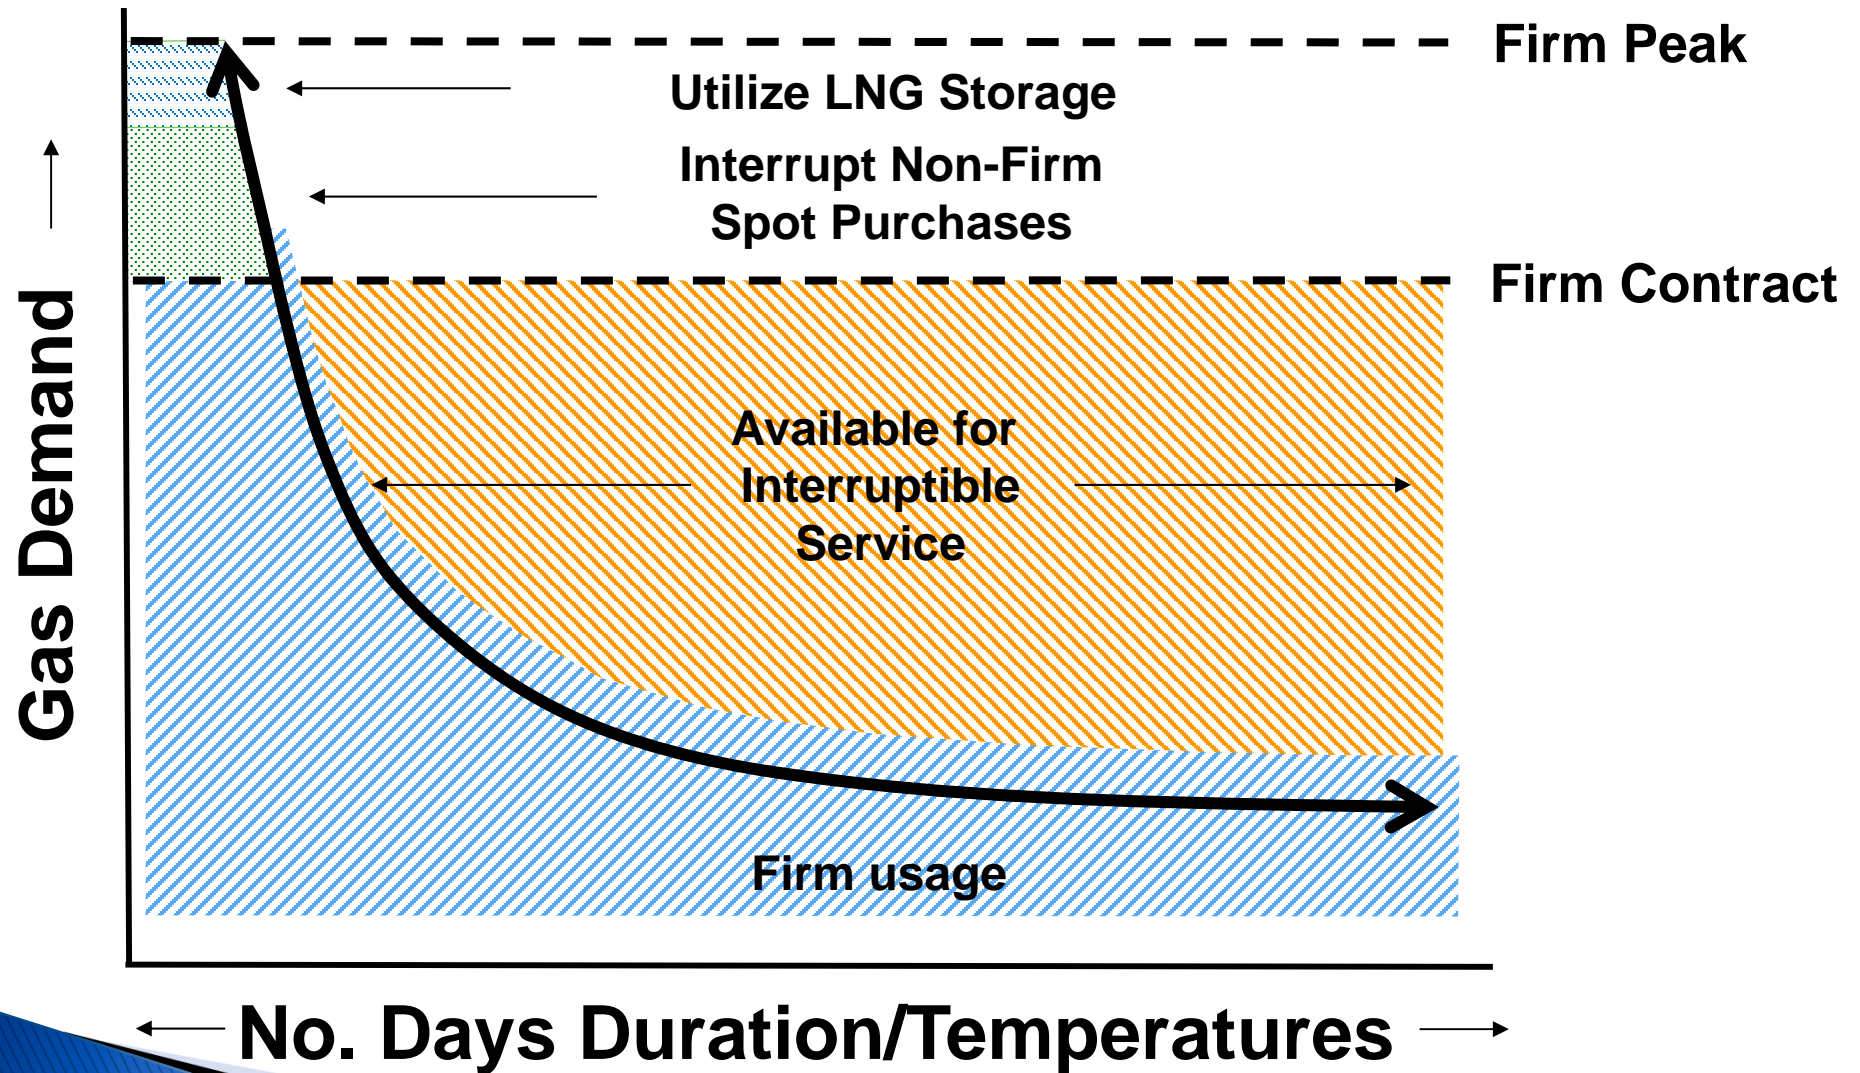 Firm Peak
Utilize LNG Storage
Interrupt Non-Firm
Spot Purchases
Firm Contract
Gas Demand
Available for
Interruptible
Service
Firm usage
No. Days Duration/Temperatures